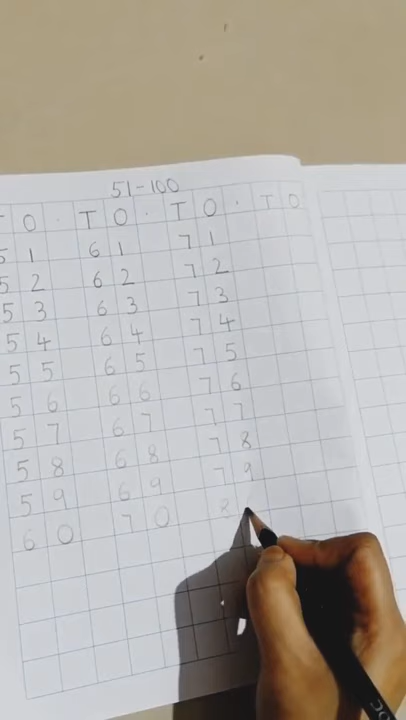 51-100
T O . T O . T O . T O
5 1 6 1 7 1
5 2 6 2 7 2
5 3 6 3 7 3
5 4 6 4 7 4
5 5 6 5 7 5
5 6 6 6 7 6
5 7 6 7 7 7
5 8 6 8 7 8
5 9 6 9 7 9
6 0 7 0 8